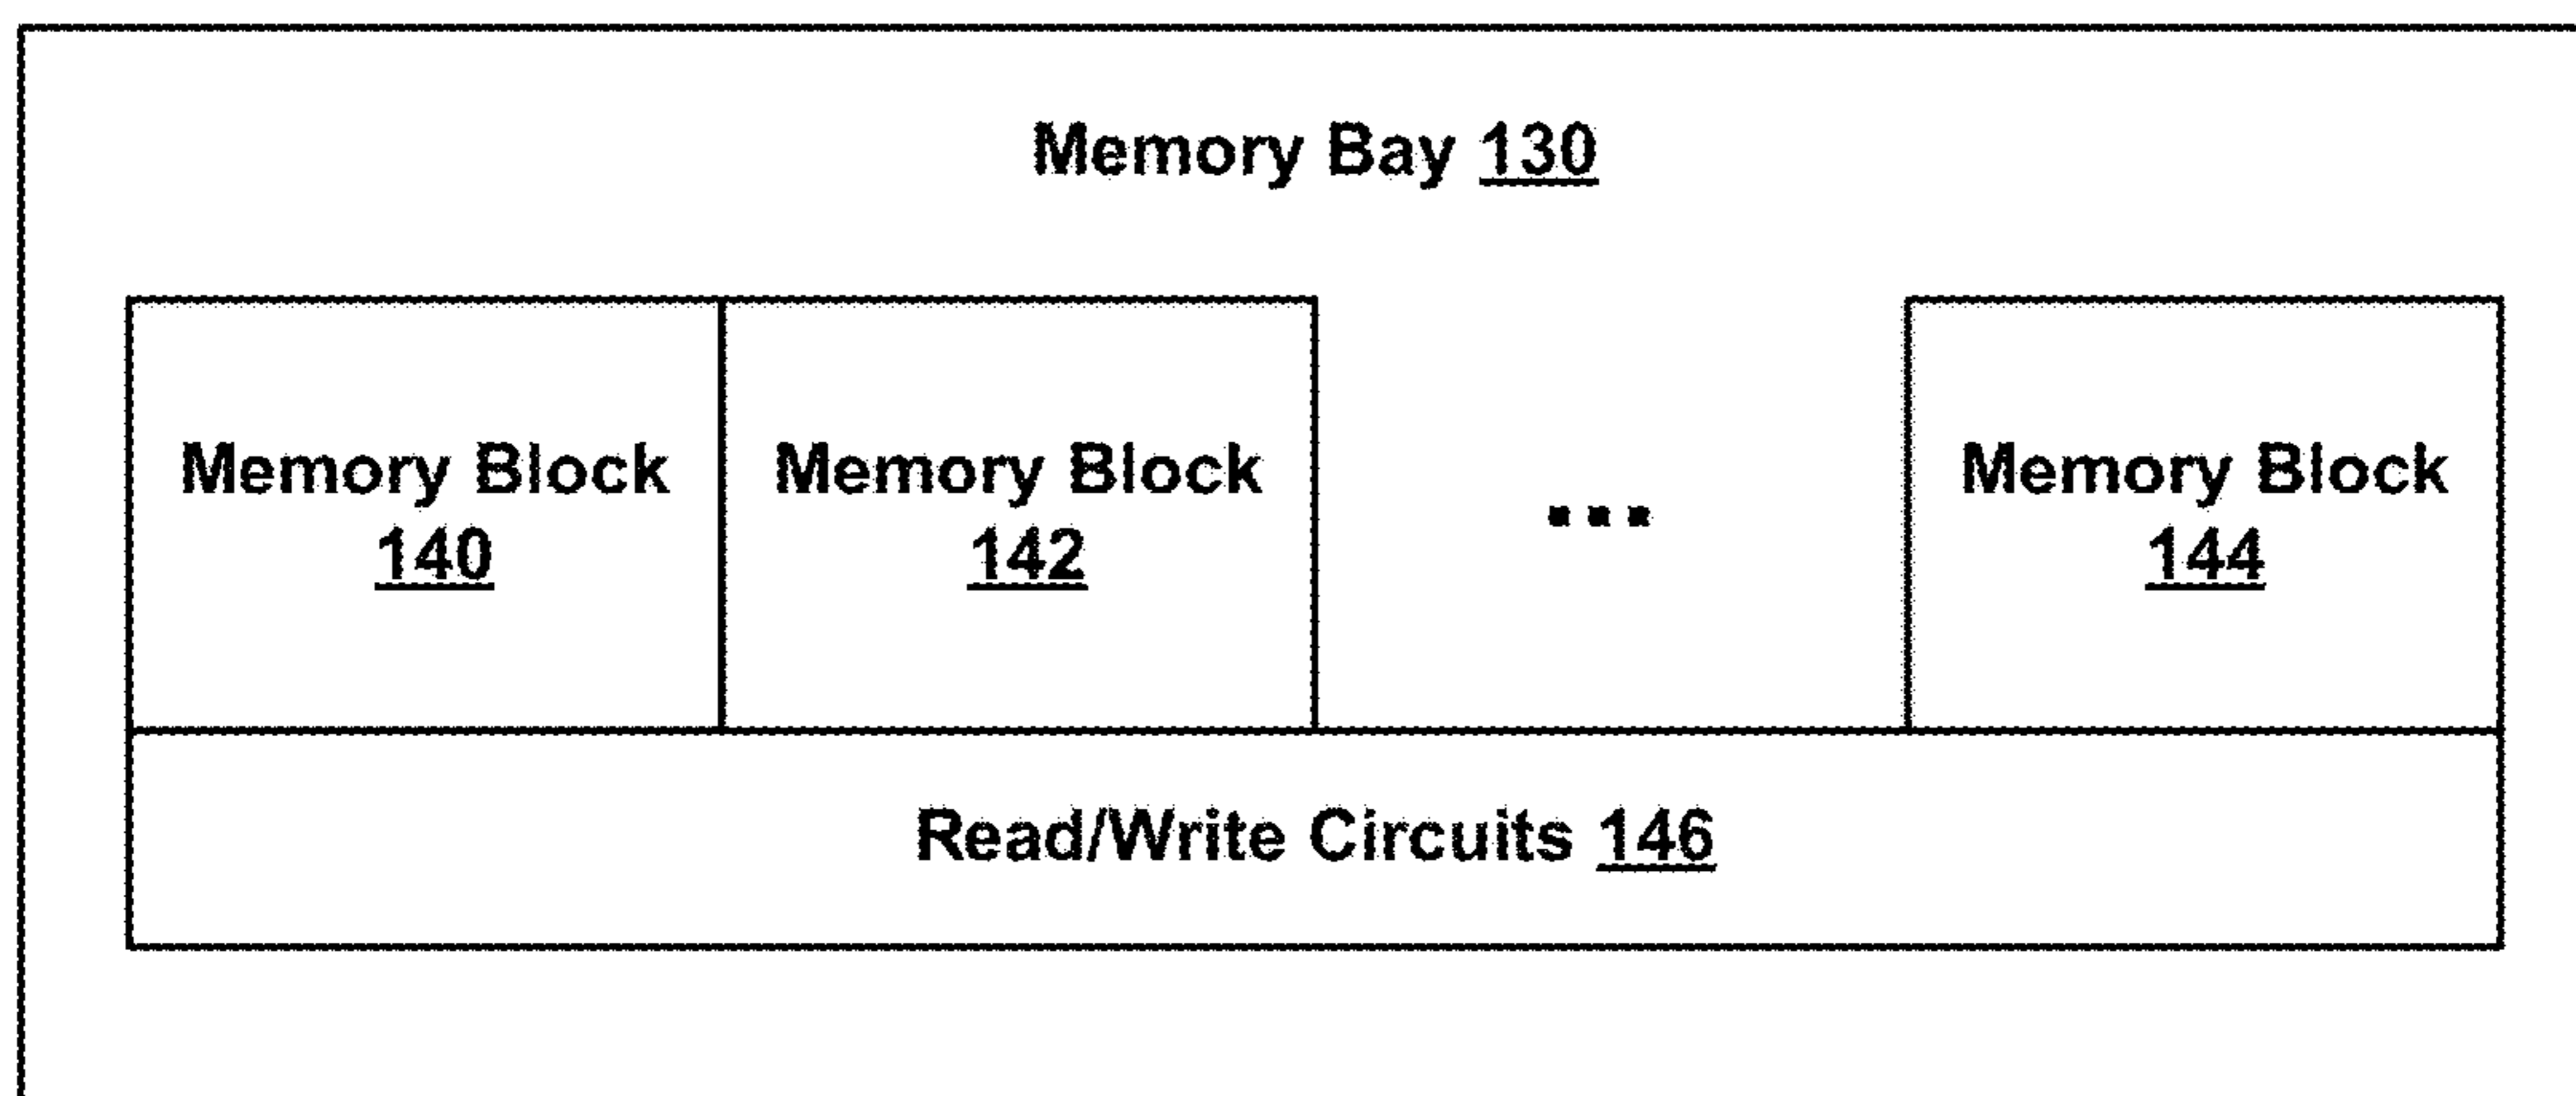 Memory Bay 130
Memory Block
140
Memory Block
142
...
Memory Block
144
Read/Write Circuits 146